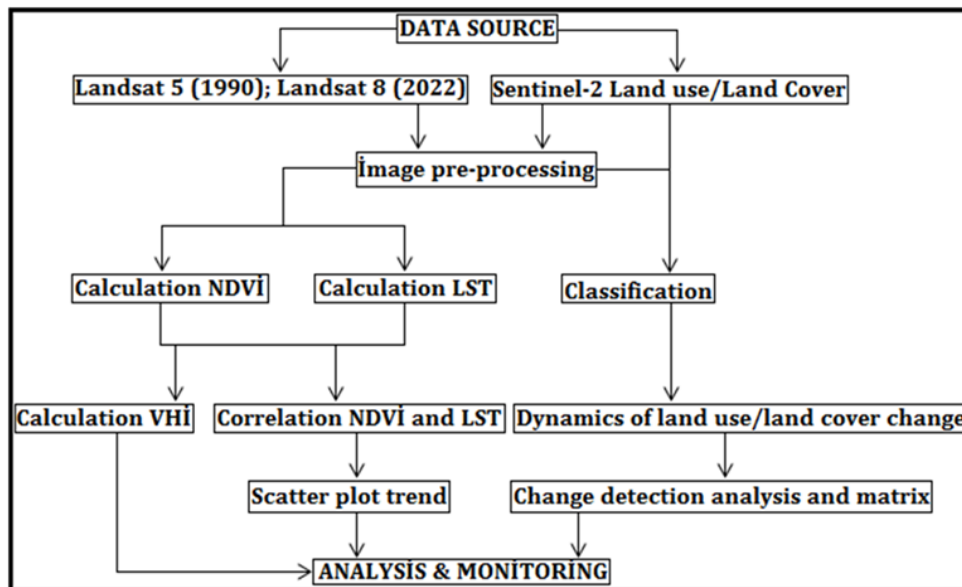 DATA SOURCE
Landsat 5 (1990); Landsat 8 (2022)
Sentinel-2 Land use/Land Cover
İmage pre-processing
Calculation NDVİ
Calculation LST
Classification
Calculation VHİ
Correlation NDVİ and LST
Dynamics of land use/land cover change
Scatter plot trend
Change detection analysis and matrix
ANALYSİS & MONİTORİNG